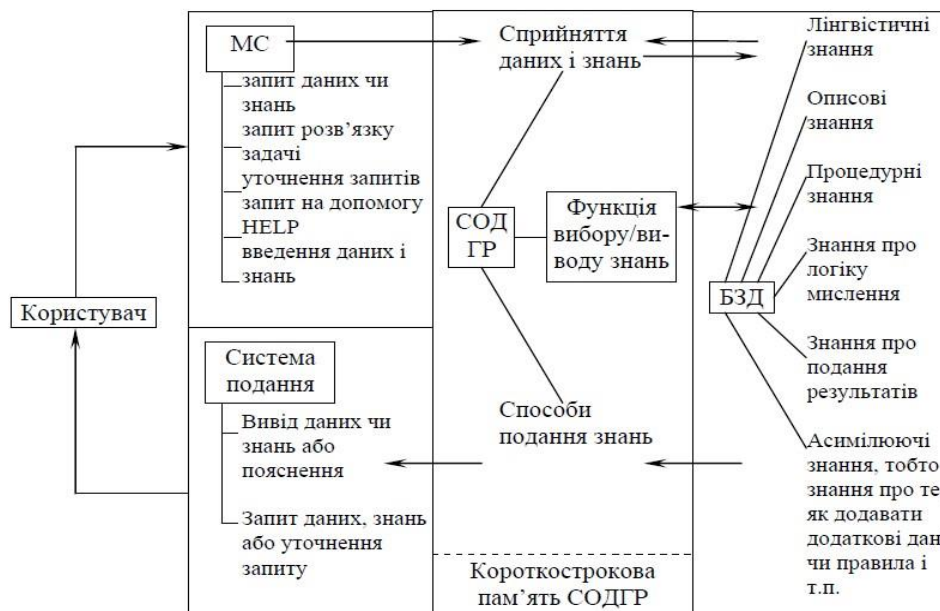 МС
запит даних чи
знань
запит розв’язку
задачі
уточнення запитів
запит на допомогу
HELP
введення даних і
знань
Користувач
Система
подання
Вивід даних чи
знань або
пояснення
Запит даних, знань
або уточнення
запиту
Сприйняття
даних і знань
СОД
ГР
Функція
вибору/ви-
воду знань
Способи
подання знань
Короткострокова
пам’ять СОДГР
БЗД
Лінгвістичні
знання
Описові
знання
Процедурні
знання
Знання про
логіку
мислення
Знання про
подання
результатів
Асимілюючі
знання, тобто
знання про те
як додавати
додаткові дан
чи правила і
т.п.